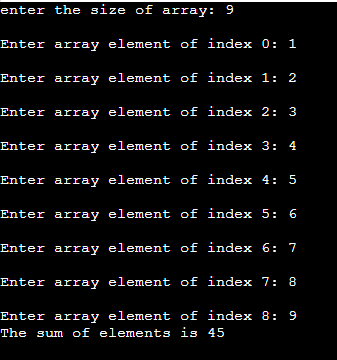 enter the size of array: 9
Enter array element of index 0: 1
Enter array element of index 1: 2
Enter array element of index 2: 3
Enter array element of index 3: 4
Enter array element of index 4: 5
Enter array element of index 5: 6
Enter array element of index 6: 7
Enter array element of index 7: 8
Enter array element of index 8: 9
The sum of elements is 45